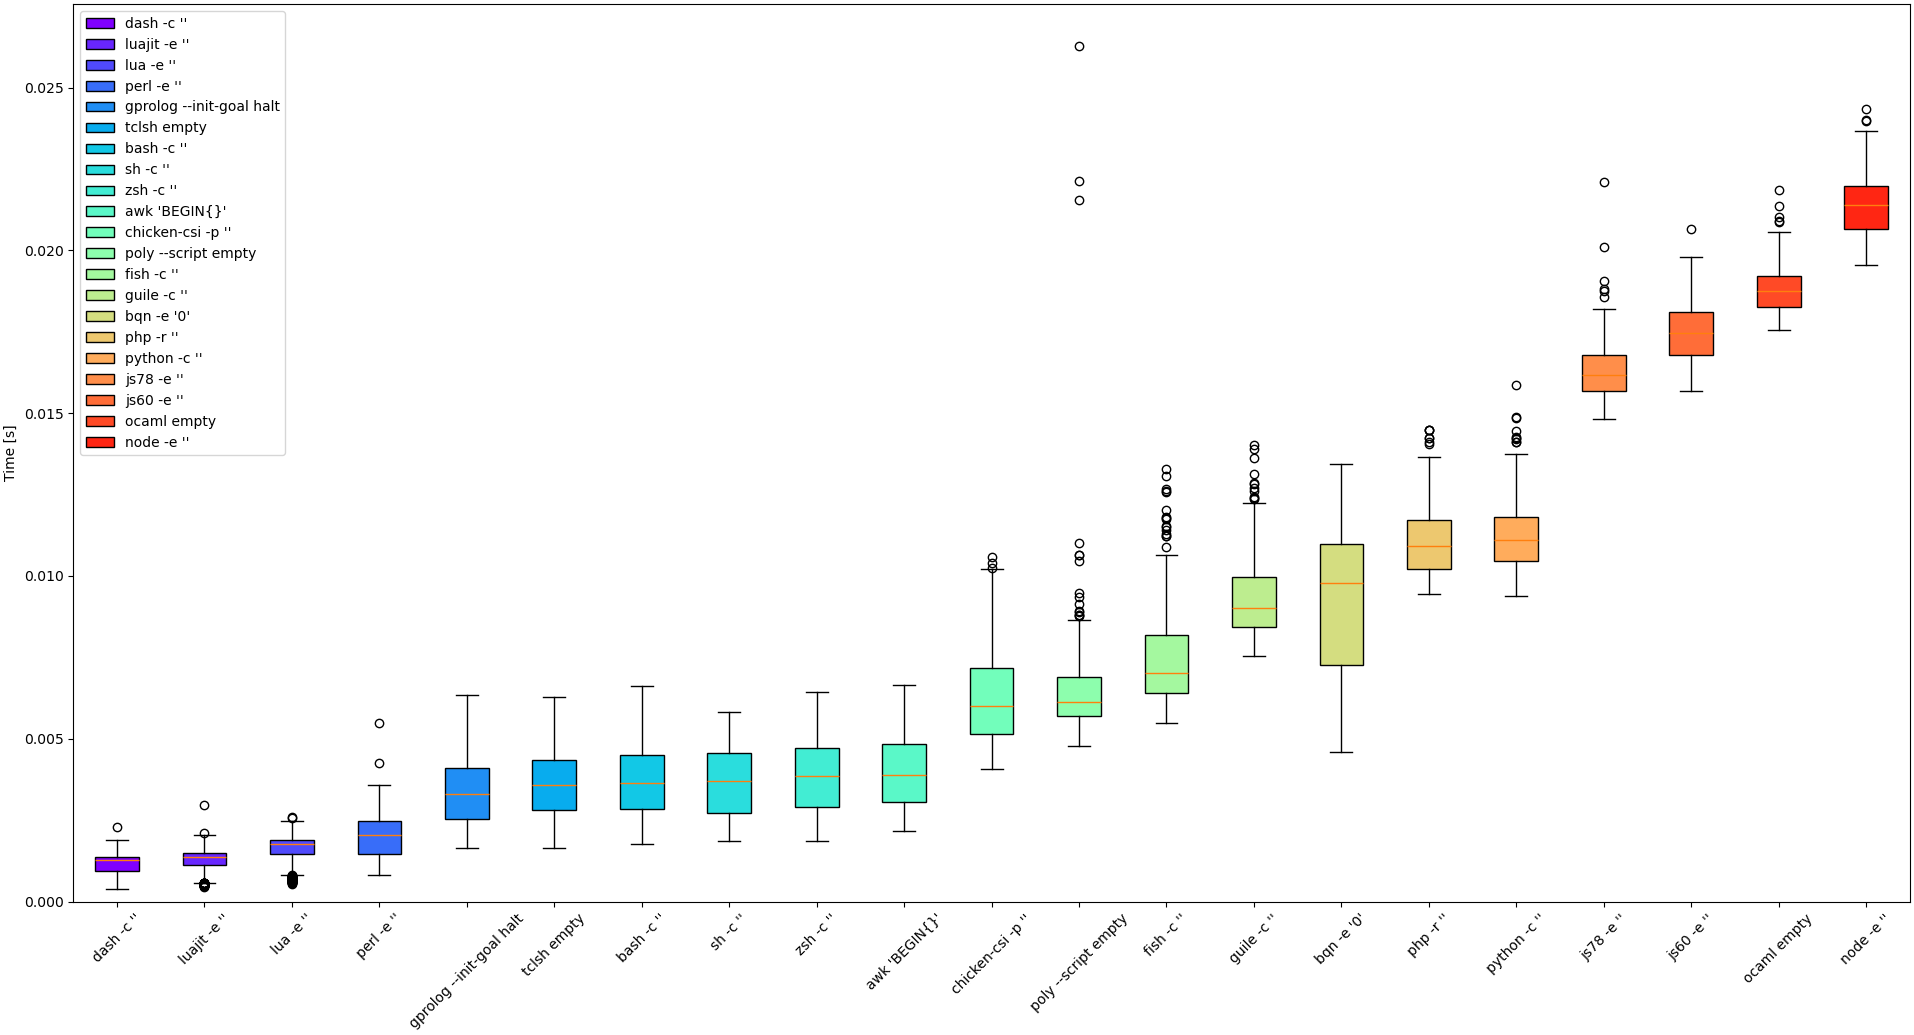 dash -c ''
luajit -e ''
lua -e ''
perl -e ''
gprolog --init-goal halt
tclsh empty
bash -c ''
sh -c ''
zsh -c ''
awk 'BEGIN{}'
chicken-csi -p ''
poly --script empty
fish -c ''
guile -c ''
bqn -e '0'
php -r ''
python -c ''
js78 -e ''
js60 -e ''
ocaml empty
node -e ''
Time [s]
0.025
0.020
0.015
0.010
0.005
0.000
dash -c ''
luajit -e ''
lua -e ''
perl -e ''
gprolog --init-goal halt
tclsh empty
bash -c ''
sh -c ''
zsh -c ''
awk 'BEGIN{}'
chicken-csi -p ''
poly --script empty
fish -c ''
guile -c ''
bqn -e '0'
php -r ''
python -c ''
js78 -e ''
js60 -e ''
ocaml empty
node -e ''